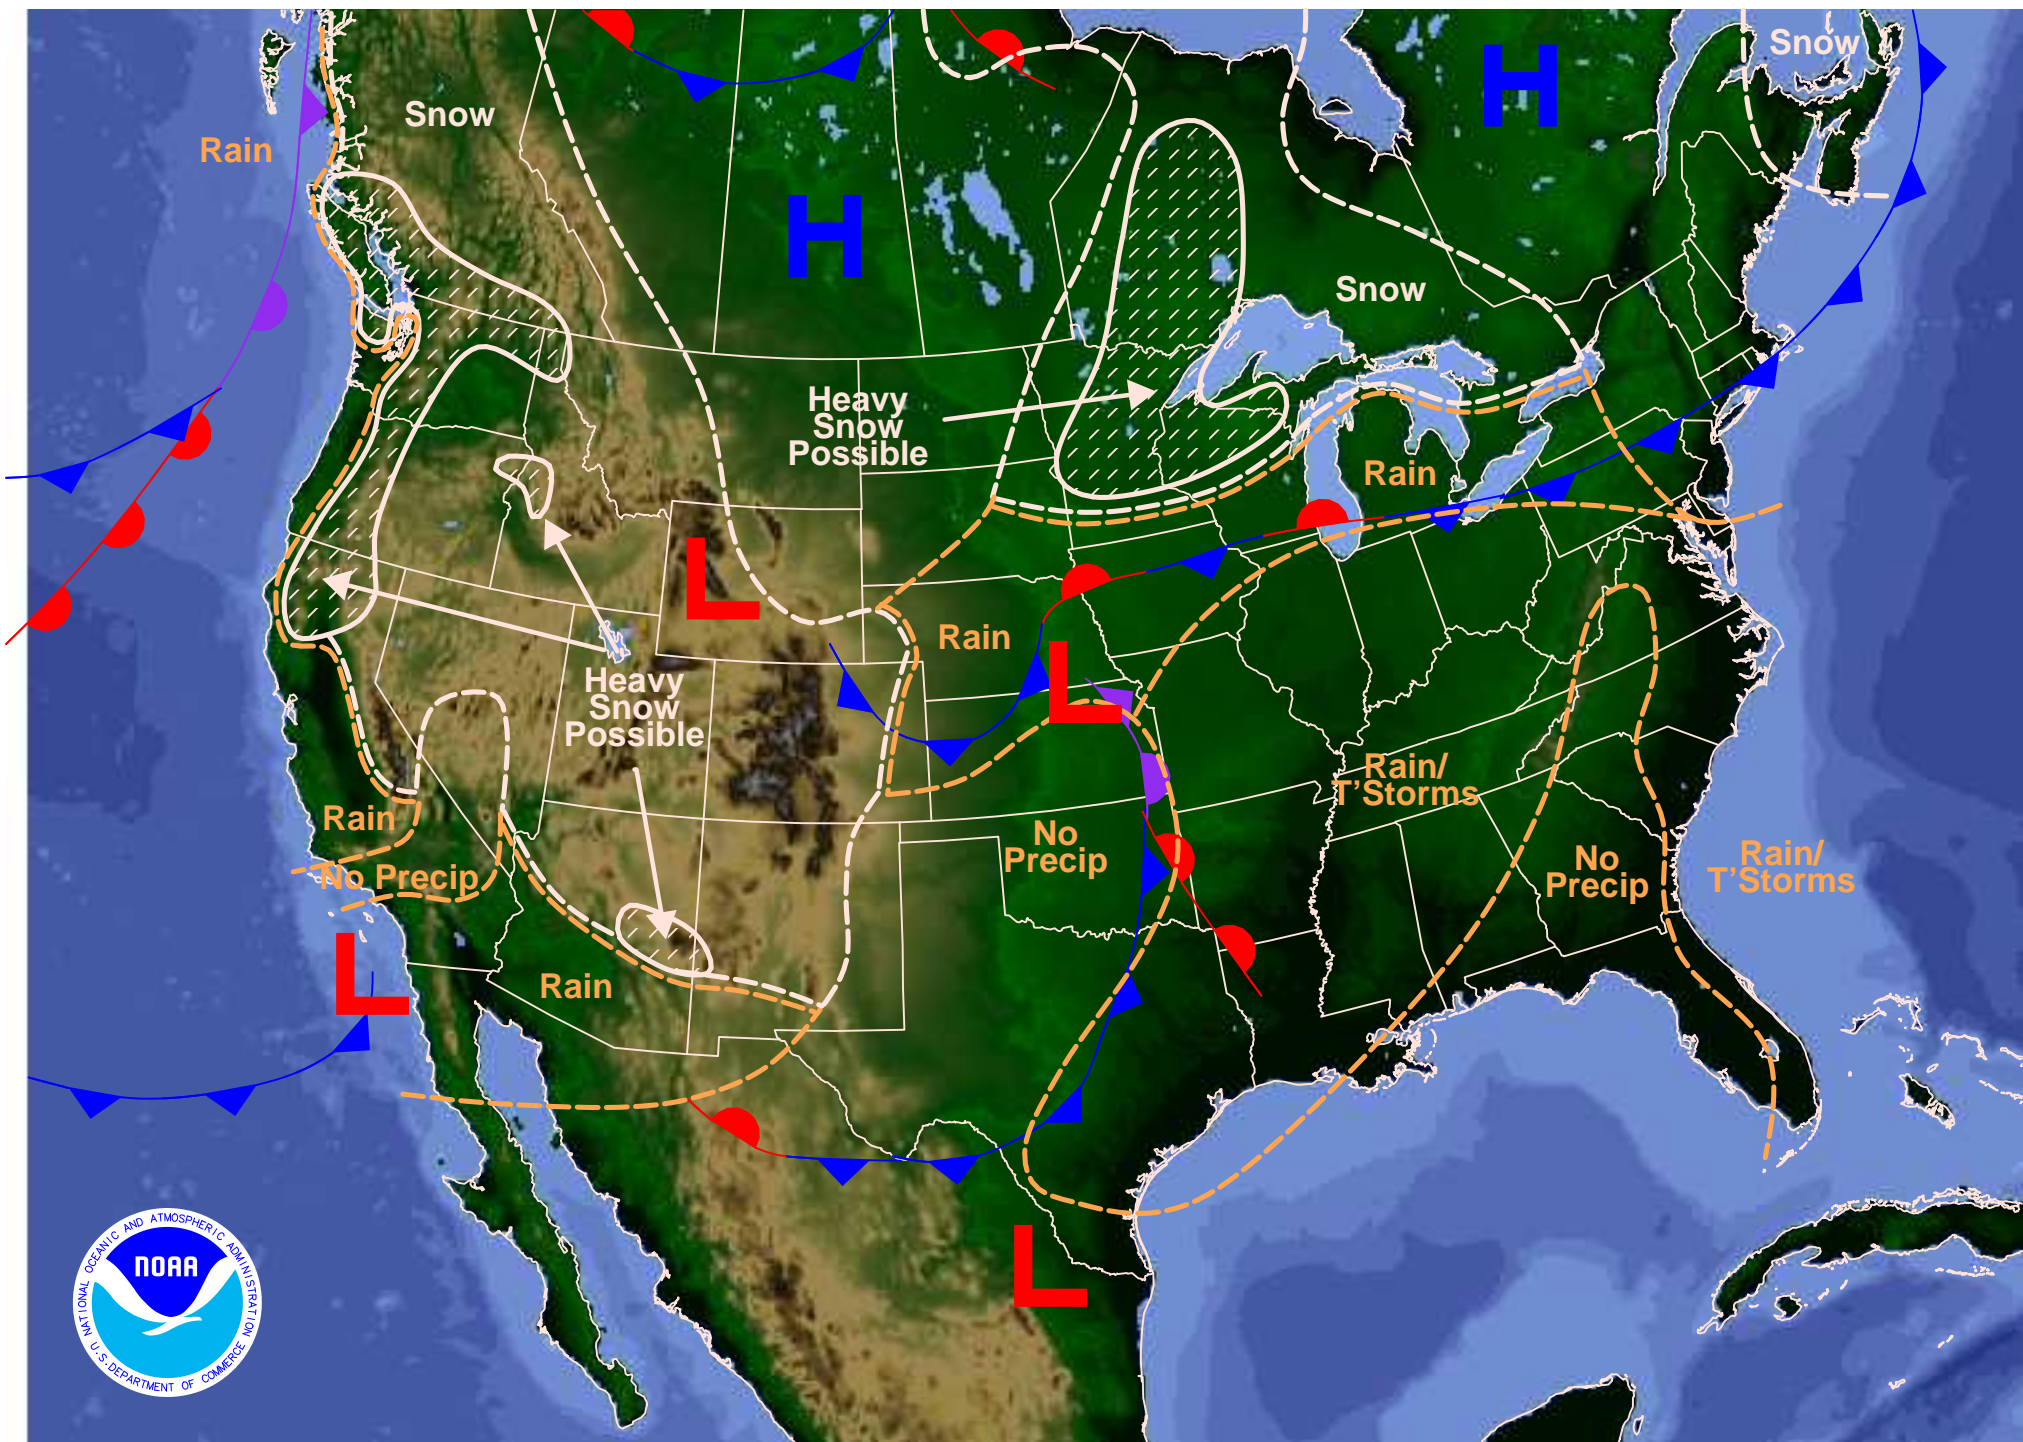 Snow
Snow
Rain
Snow
Heavy
Snow
Possible
Rain
Rain
Heavy
Snow
Possible
Rain/
T'Storms
Rain
No
Precip
No
Precip
Rain/
T'Storms
No Precip
Rain
NATIONAL OCEANIC AND ATMOSPHERIC ADMINISTRATION
NOAA
U.S. DEPARTMENT OF COMMERCE
H
H
L
L
L
L